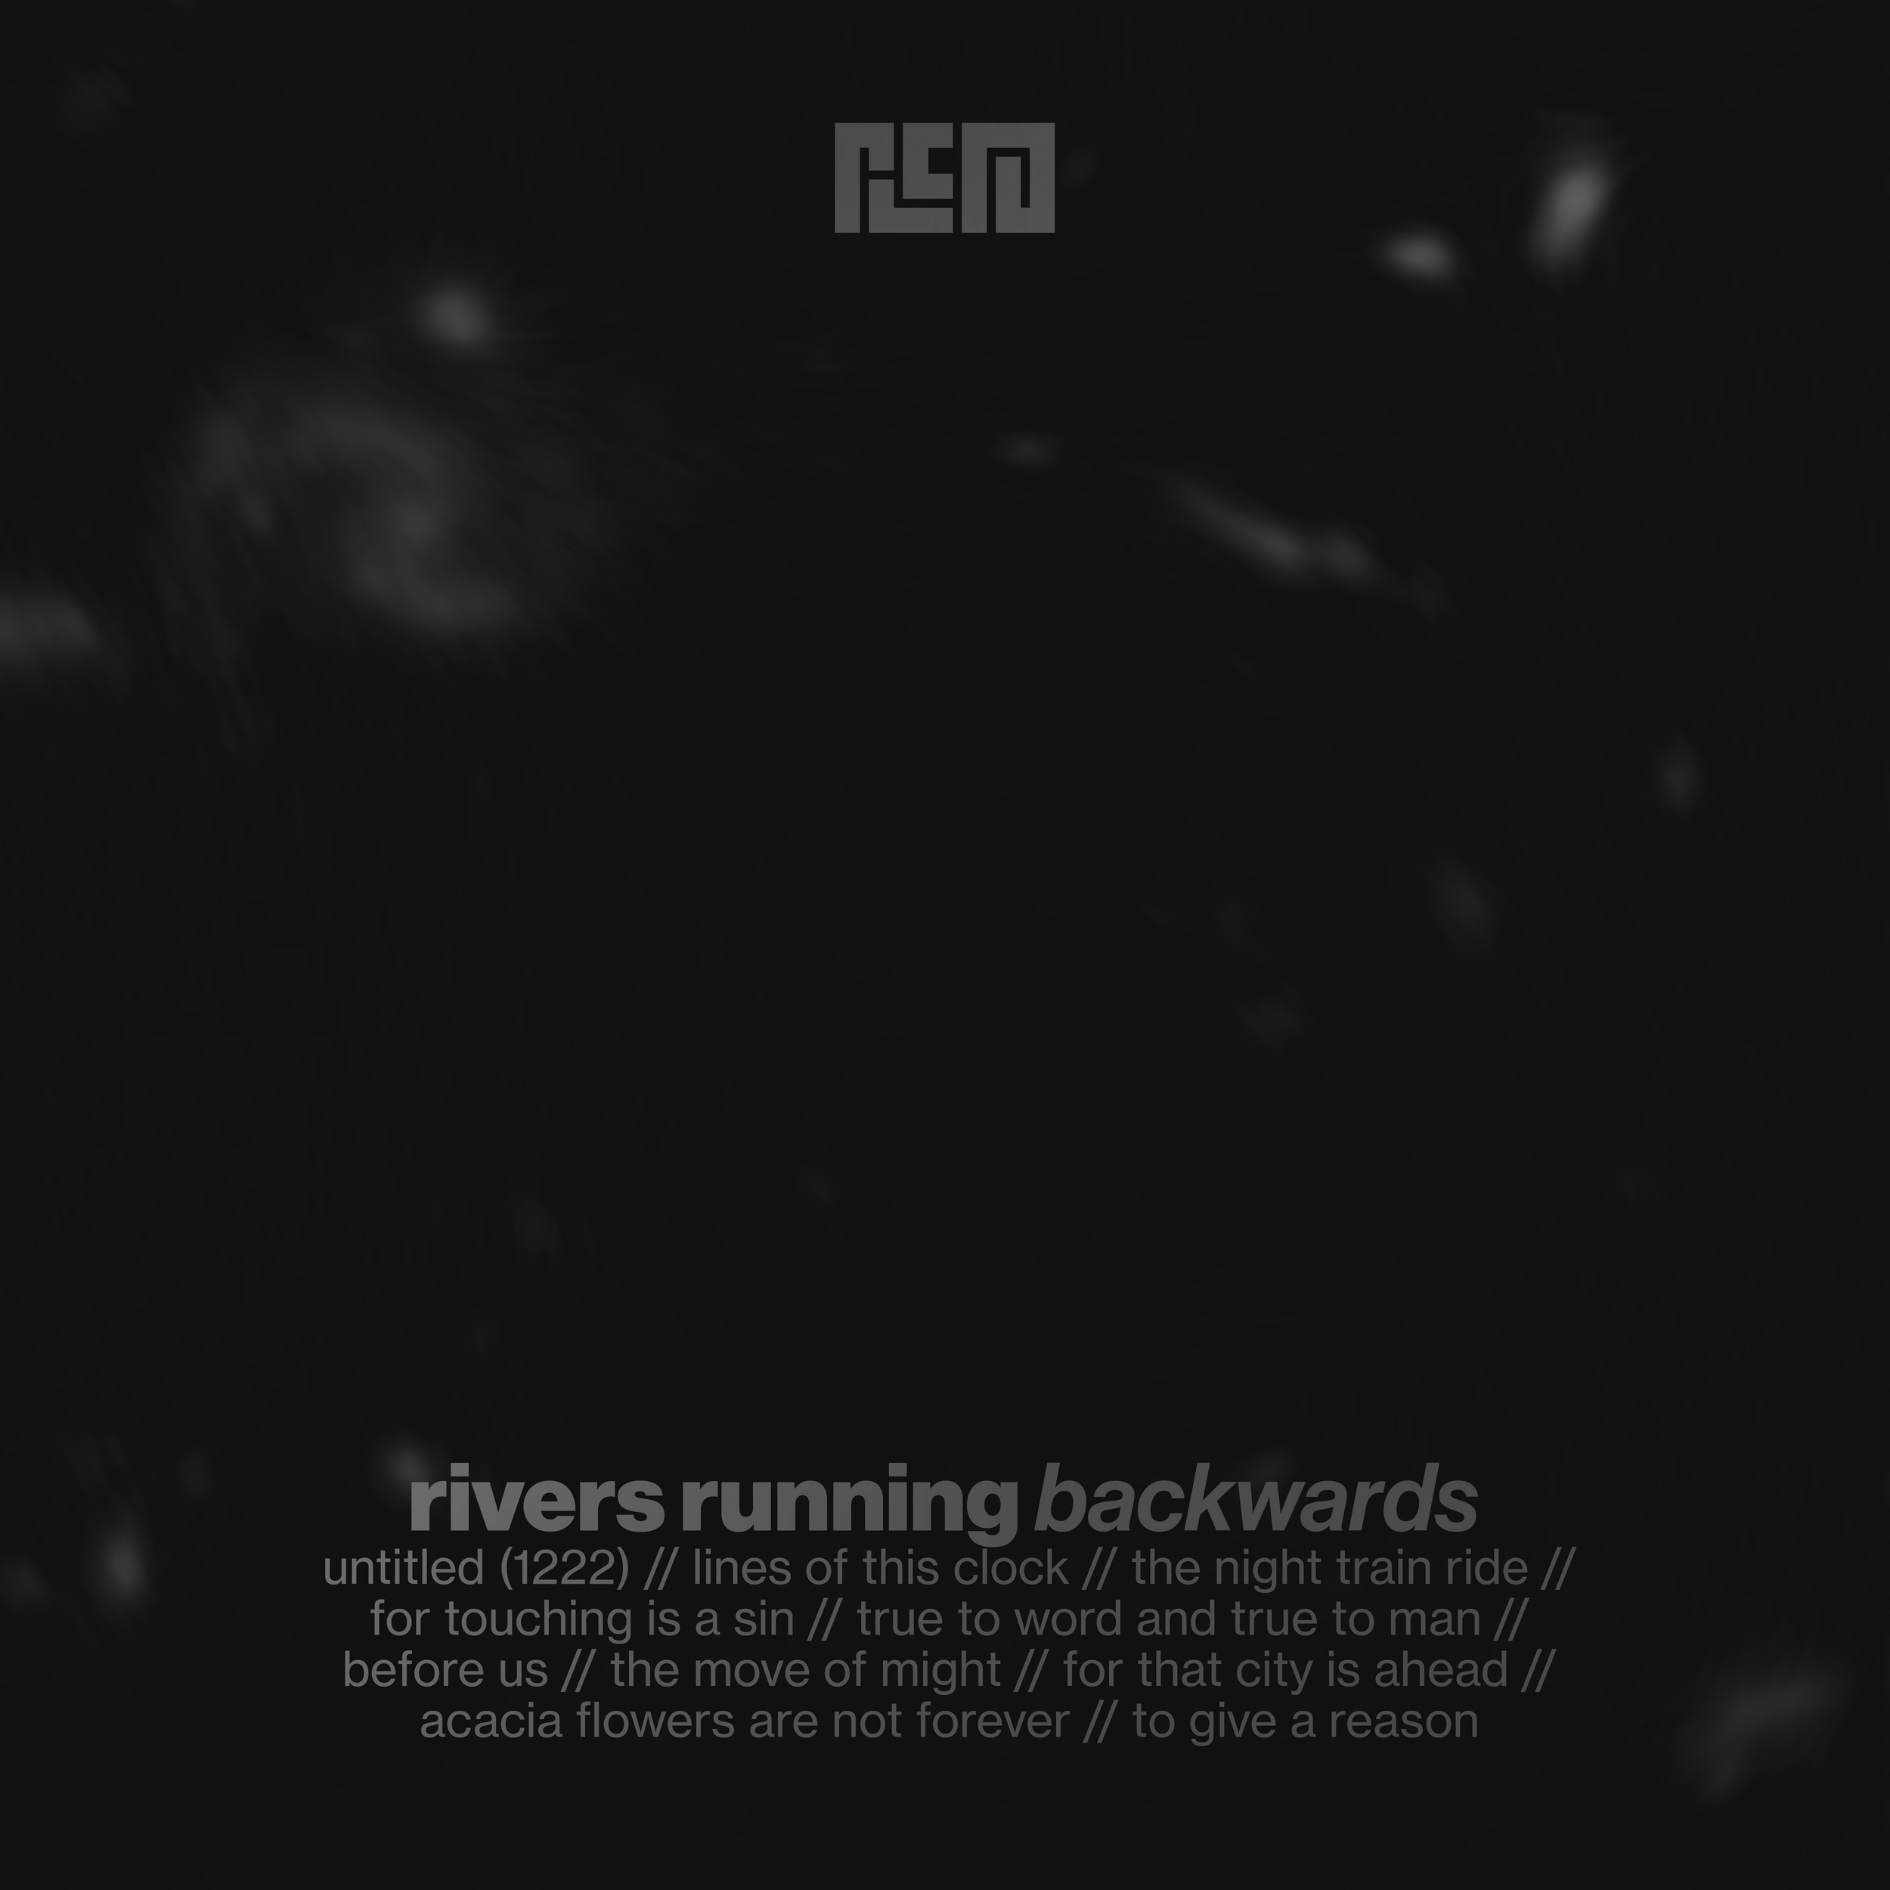 rivers running backwards
untitled (1222) // lines of this clock // the night train ride //
for touching is a sin // true to word and true to man //
before us // the move of might // for that city is ahead //
acacia flowers are not forever // to give a reason